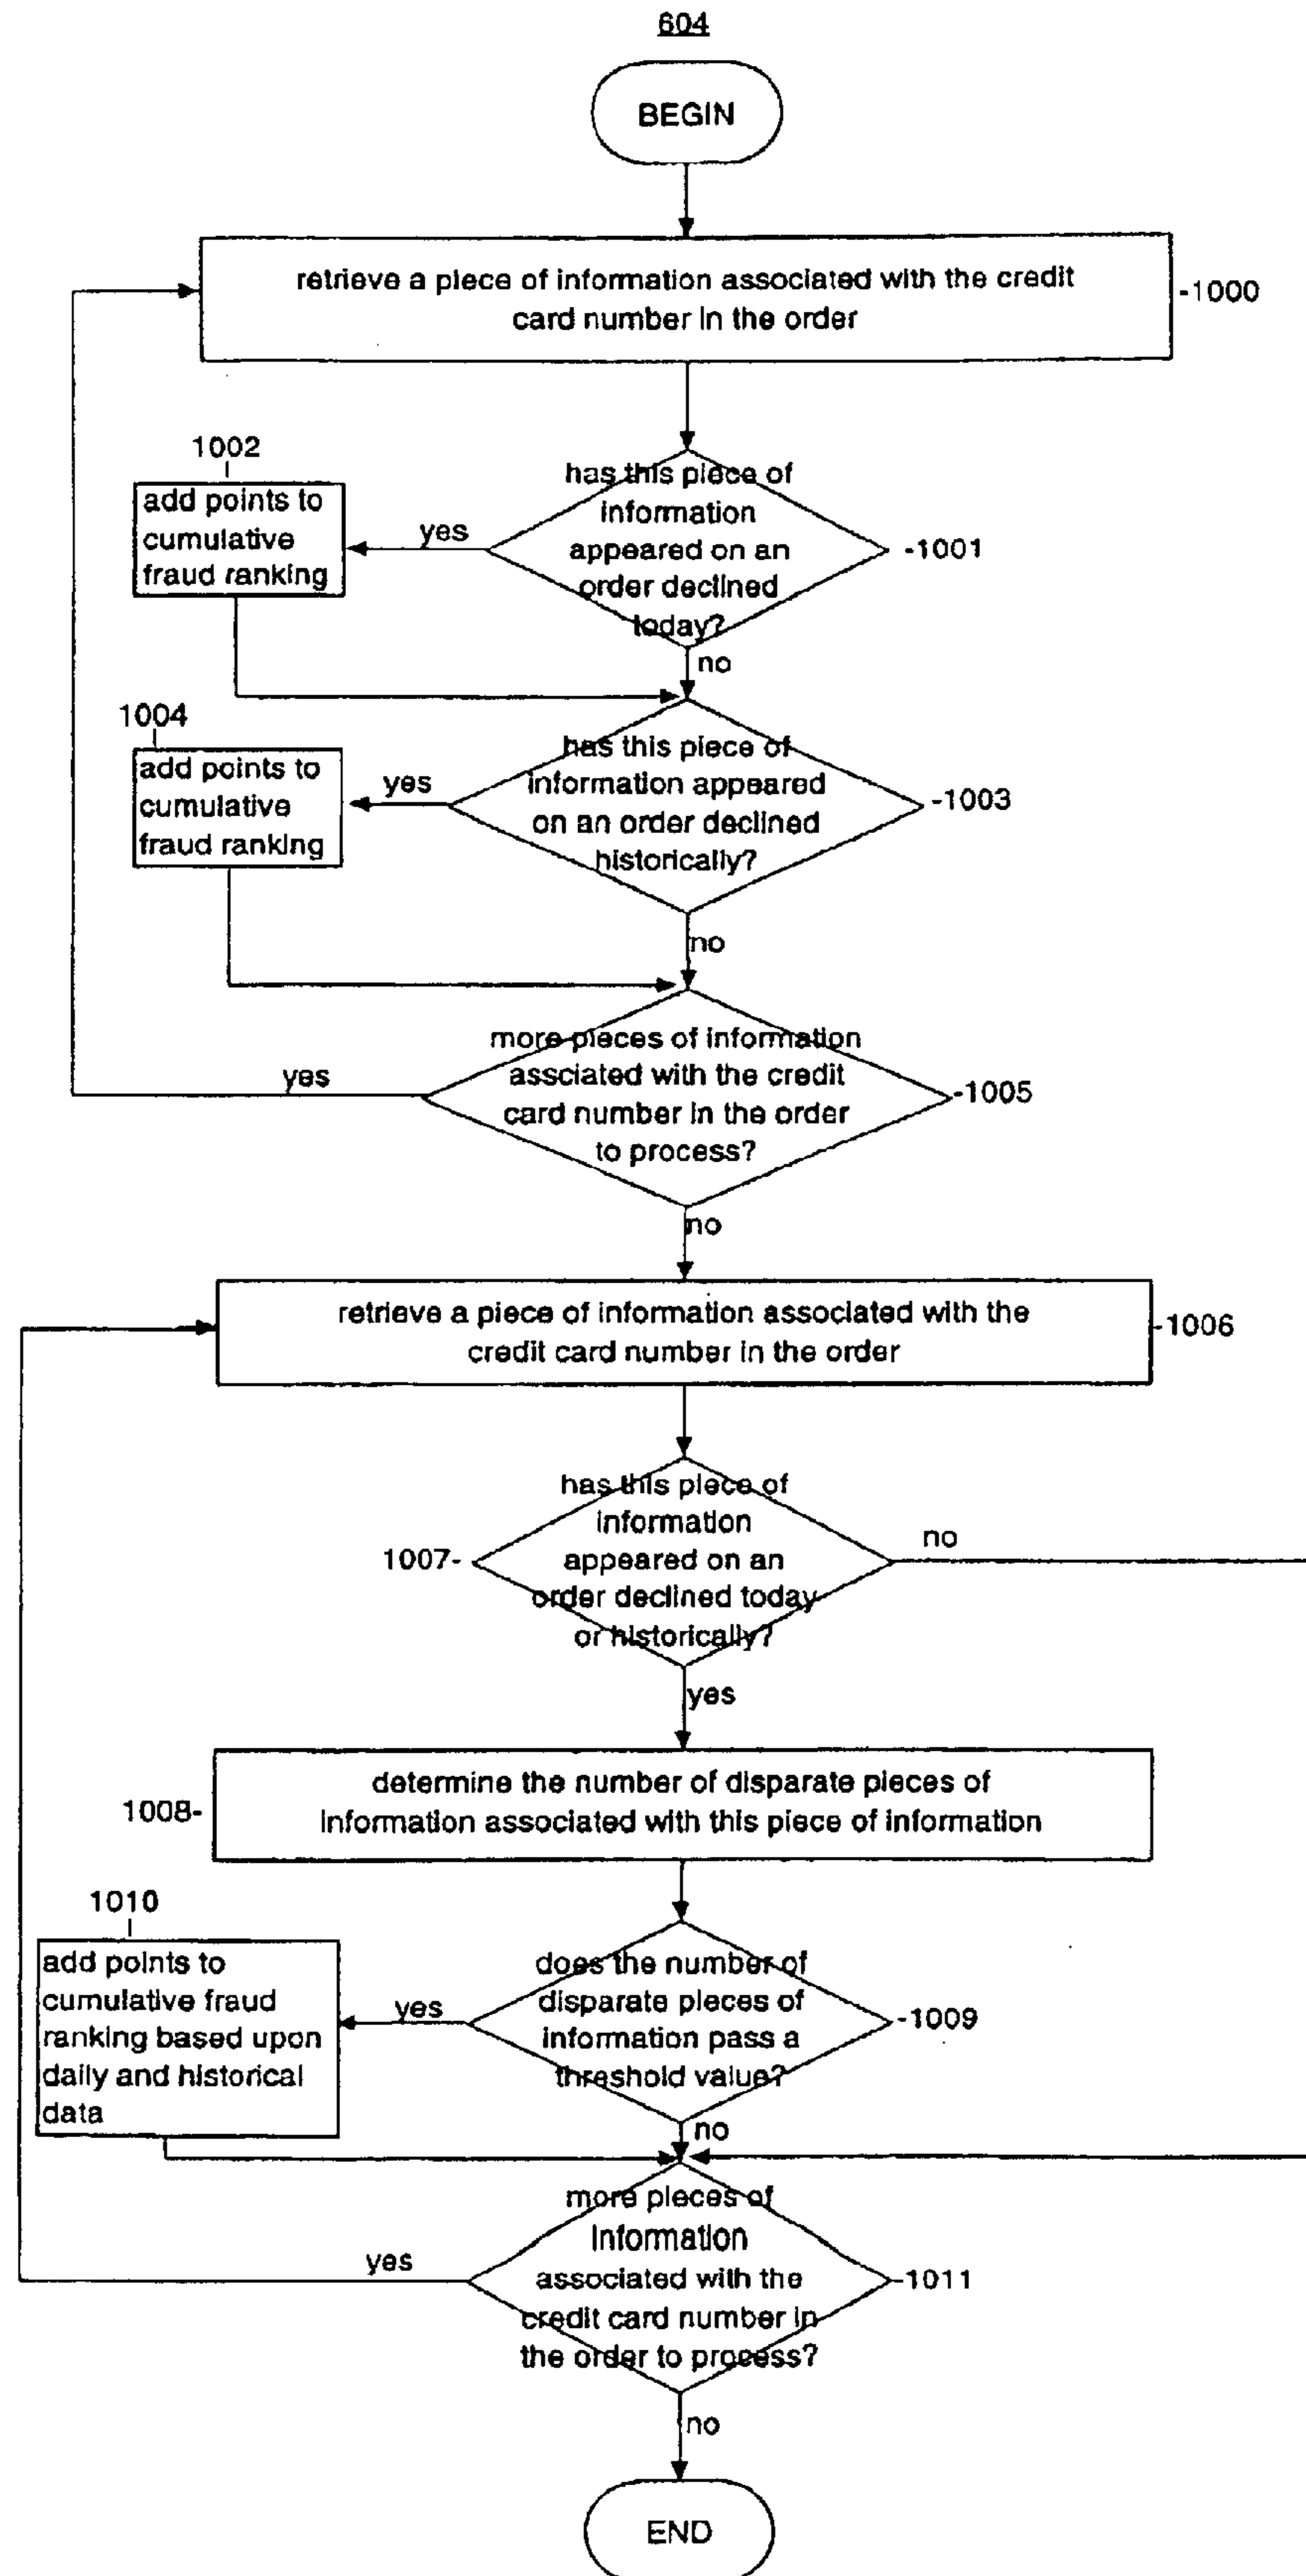 604
BEGIN
retrieve a piece of information associated with the credit
card number in the order
-1000
1002
add points to
cumulative
fraud ranking
yes
has this piece of
information
appeared on an
order declined
today?
-1001
no
1004
add points to
cumulative
fraud ranking
yes
has this piece of
information appeared
on an order declined
historically?
-1003
no
more pieces of information
assciated with the credit
card number in the order
to process?
-1005
yes
no
retrieve a piece of information associated with the
credit card number in the order
-1006
has this piece of
information
appeared on an
order declined today
or historically?
1007-
no
yes
determine the number of disparate pieces of
information associated with this piece of information
1008-
1010
add points to
cumulative fraud
ranking based upon
daily and historical
data
yes
does the number of
disparate pieces of
information pass a
threshold value?
-1009
no
more pieces of
information
associated with the
credit card number in
the order to process?
-1011
yes
no
END